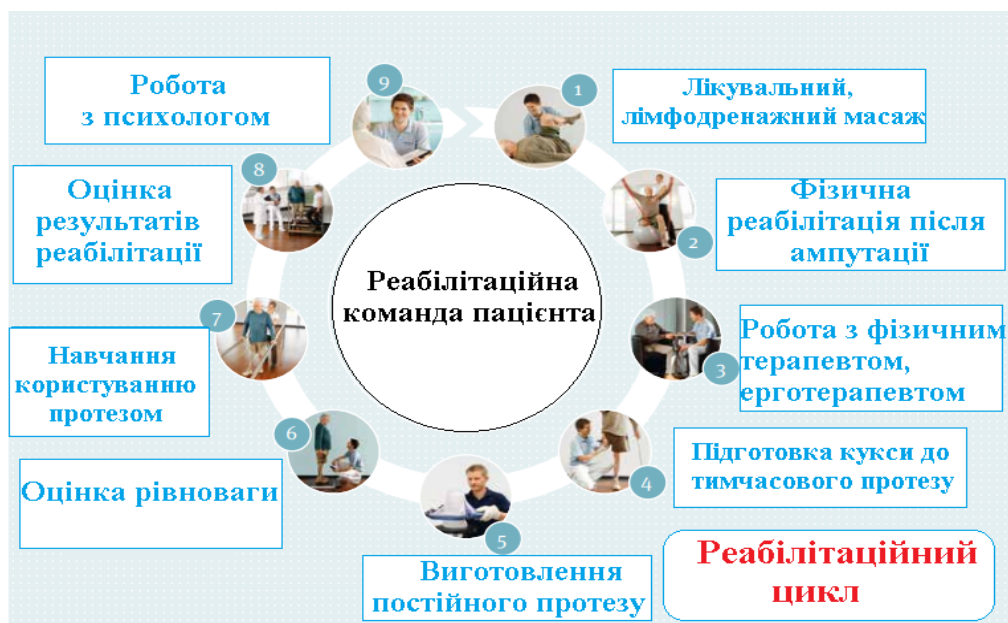 9
Робота
з психологом
1
Лікувальний,
лімфодренажний масаж
8
Оцінка
результатів
реабілітації
2
Фізична
реабілітація після
ампутації
Реабілітаційна
команда пацієнта
7
Навчання
користуванню
протезом
3
Робота з фізичним
терапевтом,
ерготерапевтом
6
Оцінка рівноваги
4
Підготовка кукси до
тимчасового протезу
5
Виготовлення
постійного протезу
Реабілітаційний
цикл